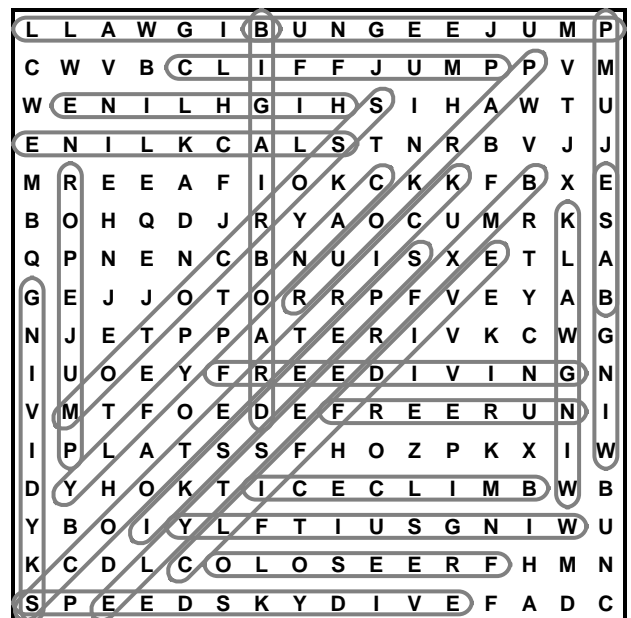 L L A W G I B U N G E E J U M P
C W V B C L I F F J U M P P V M
W E N I L H G I H S I H A W T U
E N I L K C A L S T N R B V J J
M R E E A F I O K C K K F B X E
B O H Q D J R Y A O C U M R K S
Q P N E N C B N U I S X E T L A
G E J J O T O R R P F V E Y A B
N J E T P P A T E R I V K C W G
I U O E Y F R E E D I V I N G N
V M T F O E D E F R E E R U N I
I P L A T S S F H O Z P K X I W
D Y H O K T I C E C L I M B W B
Y B O I Y L F T I U S G N I W U
K C D L C O L O S E E R F H M N
S P E E D S K Y D I V E F A D C